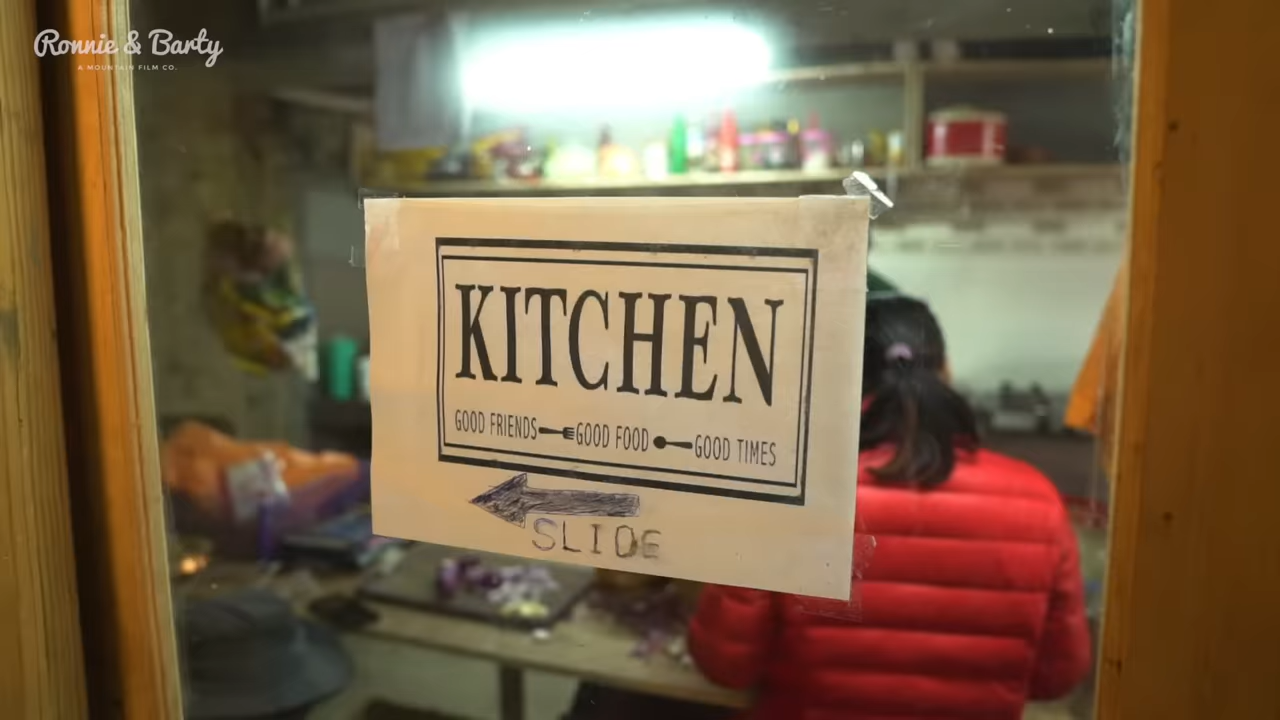 Ronnie & Barty
A MOUNTAIN FILM CO.
KITCHEN
GOOD FRIENDS GOOD FOOD GOOD TIMES
SLIDE